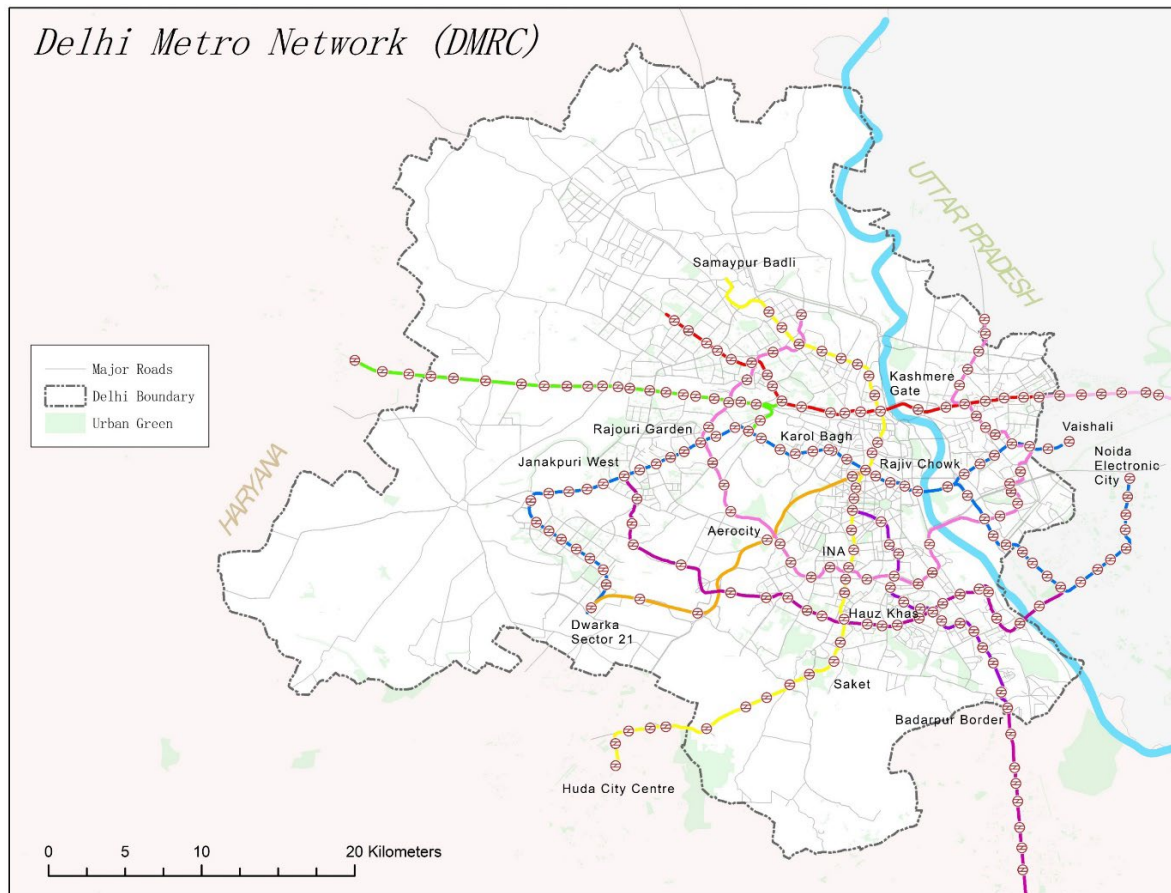 Delhi Metro Network (DMRC)
UTTAR PRADESH
Samaypur Badli
Major Roads
Delhi Boundary
Urban Green
Kashmere
Gate
Rajouri Garden
Karol Bagh
Vaishali
Janakpuri West
Rajiv Chowk
Noida
Electronic
City
HARYANA
Aerocity
INA
Hauz Khas
Dwarka
Sector 21
Saket
Badarpur Border
Huda City Centre
0 5 10 20 Kilometers